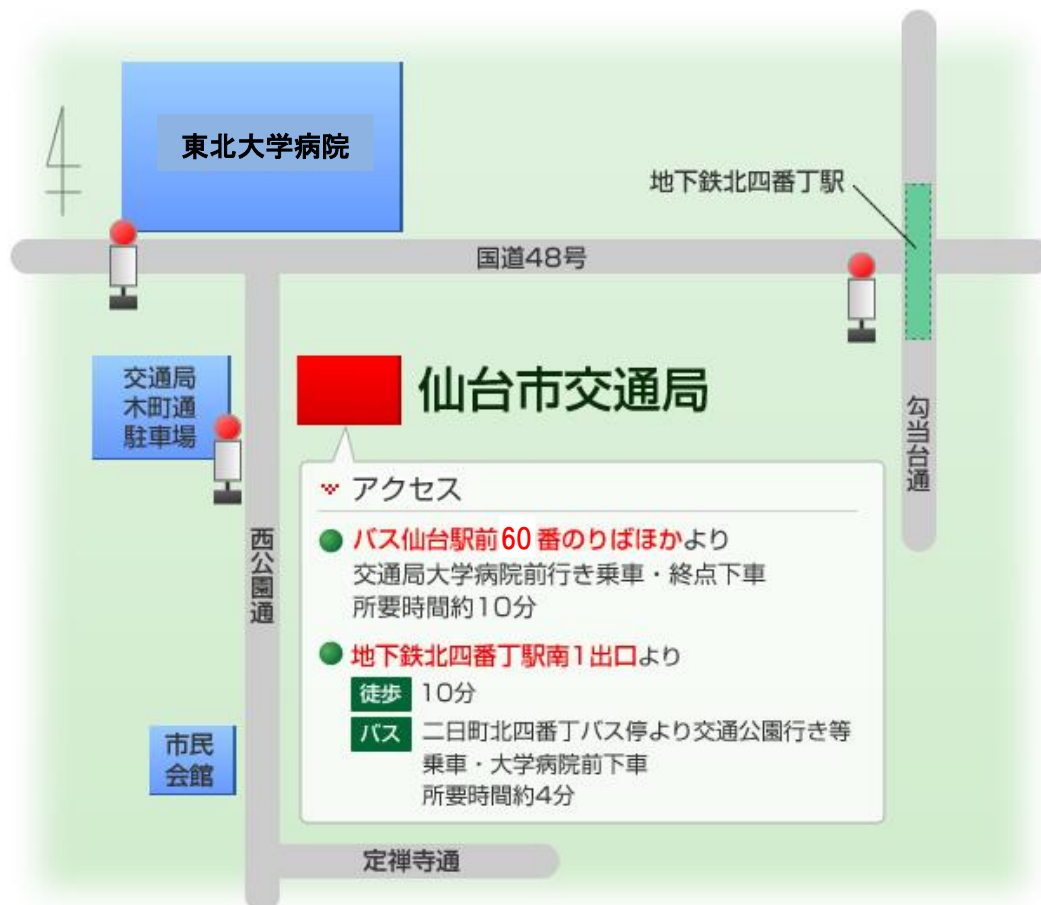 東北大学病院
地下鉄北四番丁駅
国道48号
交通局
木町通
駐車場
仙台市交通局
勾当台通
アクセス
バス仙台駅前60番のりばほかより
交通局大学病院前行き乗車・終点下車
所要時間約10分
西公園通
地下鉄北四番丁駅南1出口より
徒歩 10分
バス 二日町北四番丁バス停より交通公園行き等
乗車・大学病院前下車
所要時間約4分
市民
会館
定禅寺通